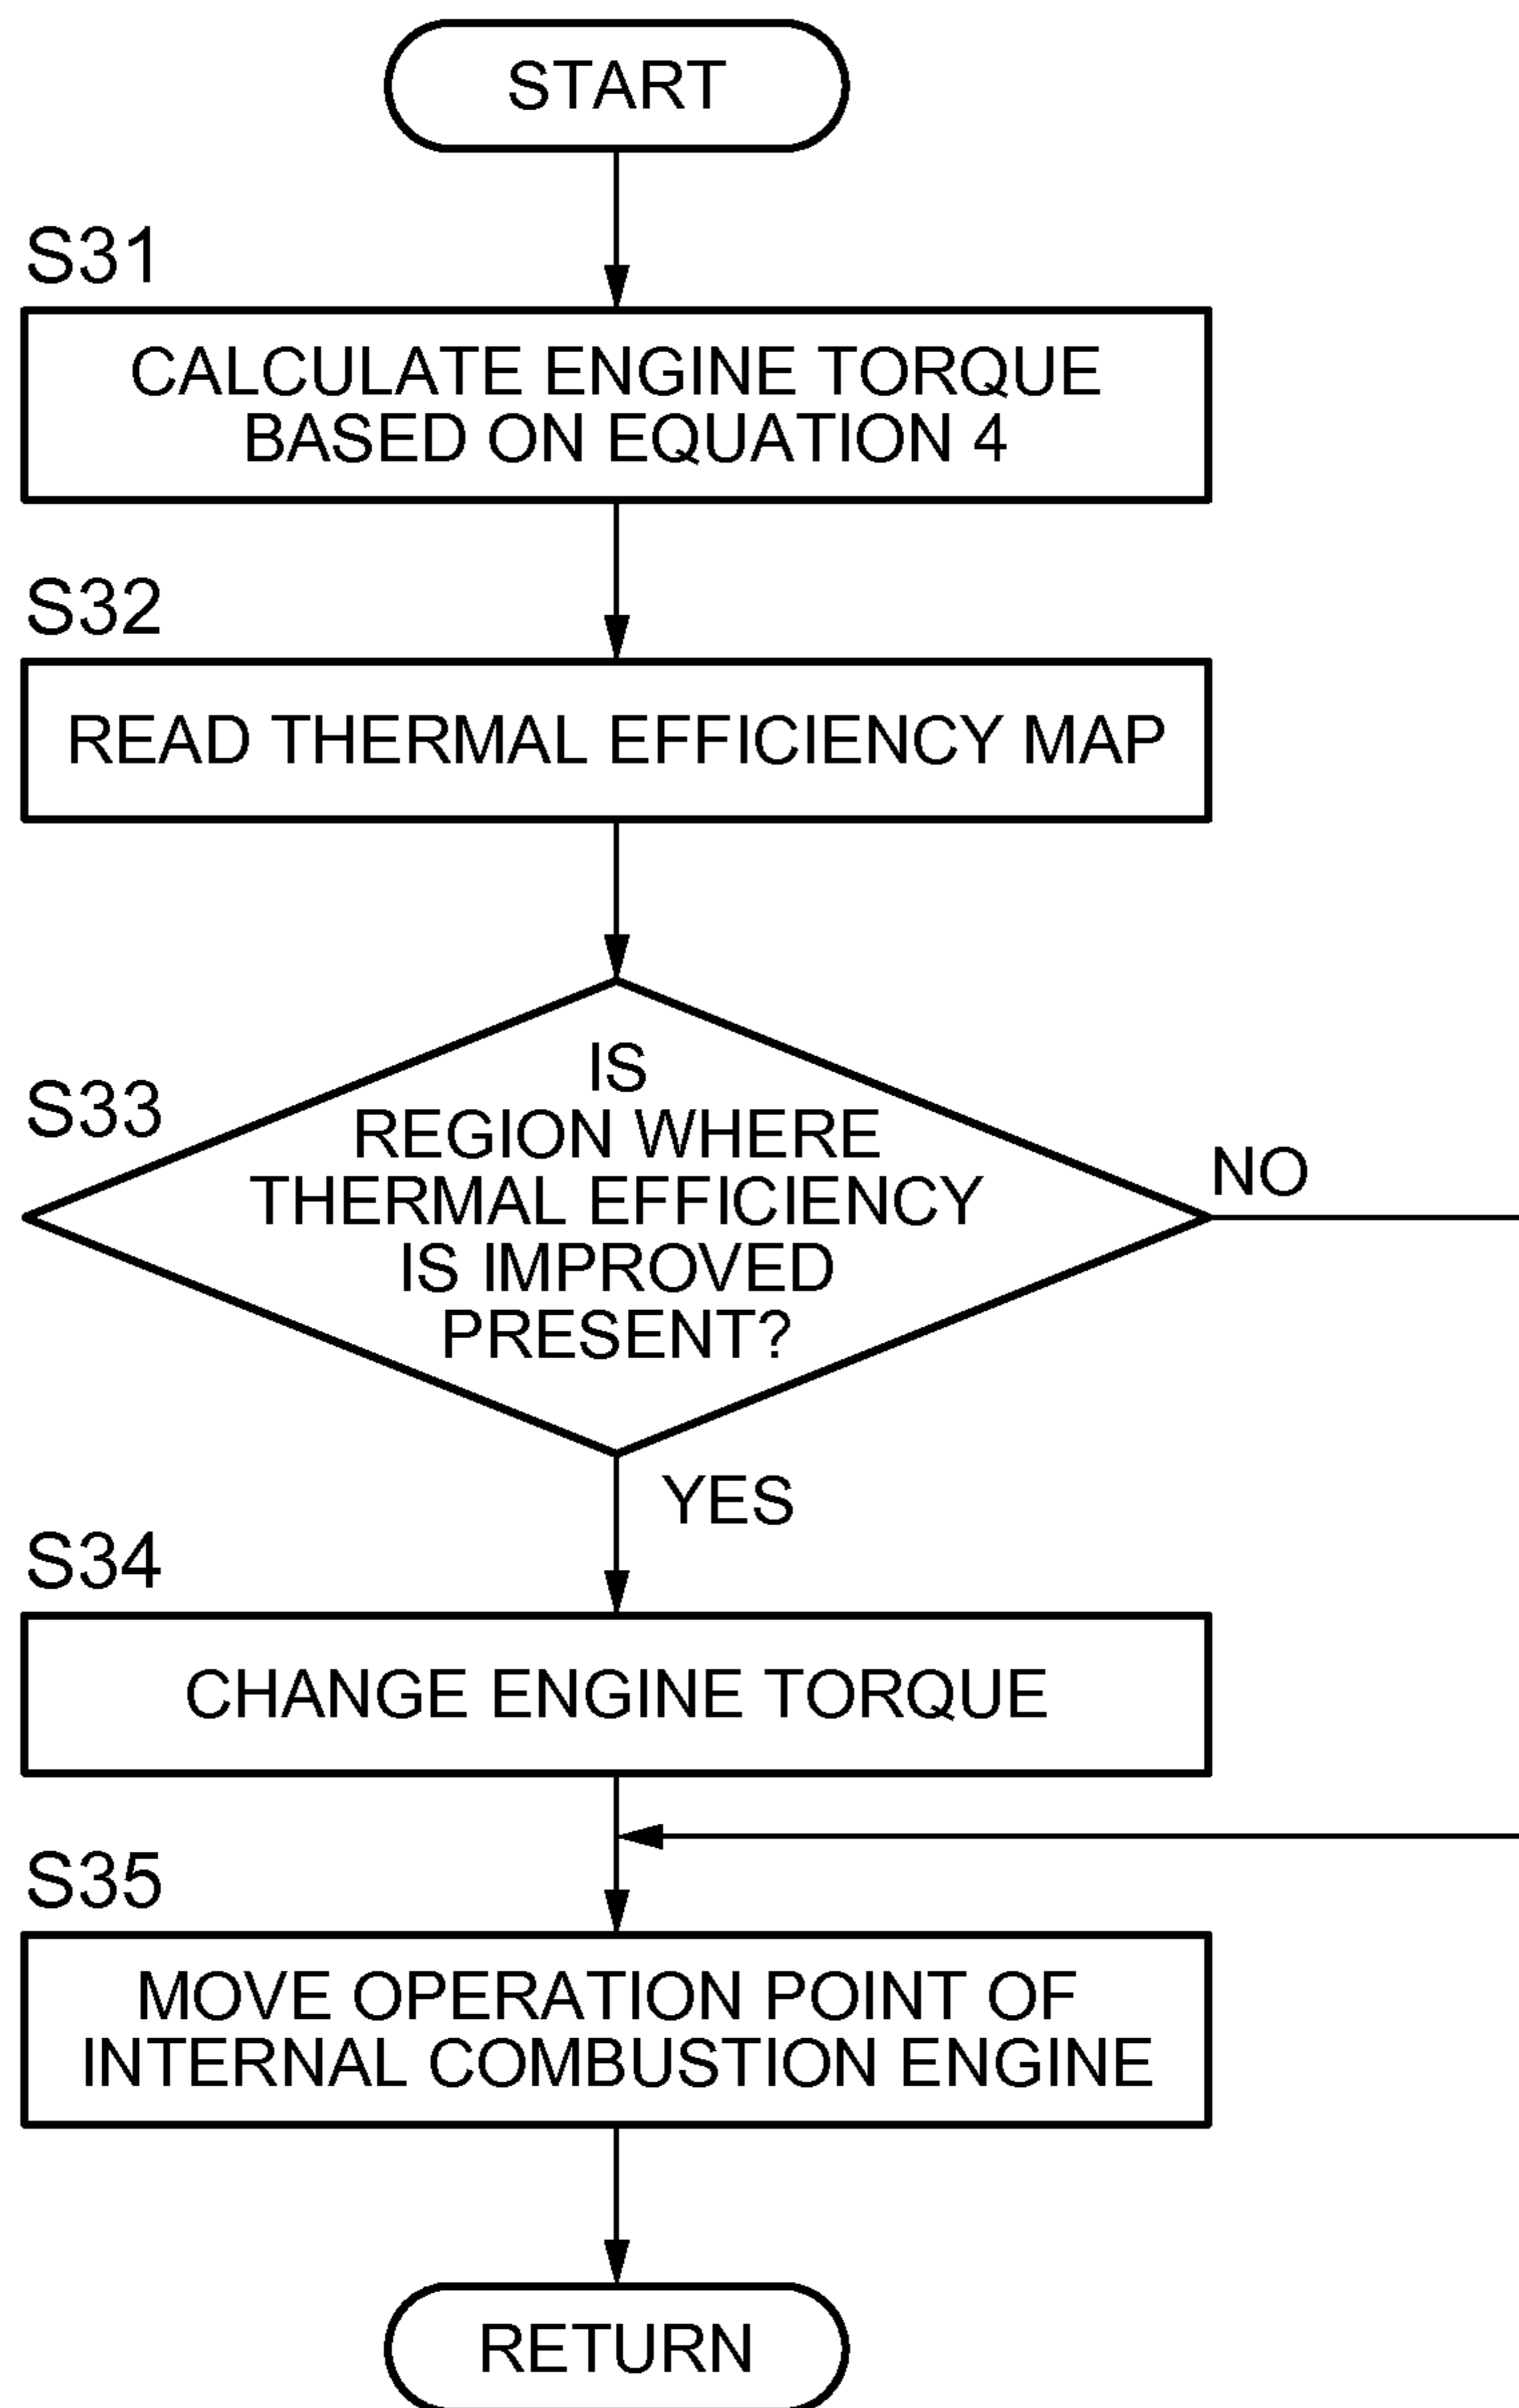 START
S31
CALCULATE ENGINE TORQUE
BASED ON EQUATION 4
S32
READ THERMAL EFFICIENCY MAP
S33
IS
REGION WHERE
THERMAL EFFICIENCY
IS IMPROVED
PRESENT?
NO
YES
S34
CHANGE ENGINE TORQUE
S35
MOVE OPERATION POINT OF
INTERNAL COMBUSTION ENGINE
RETURN